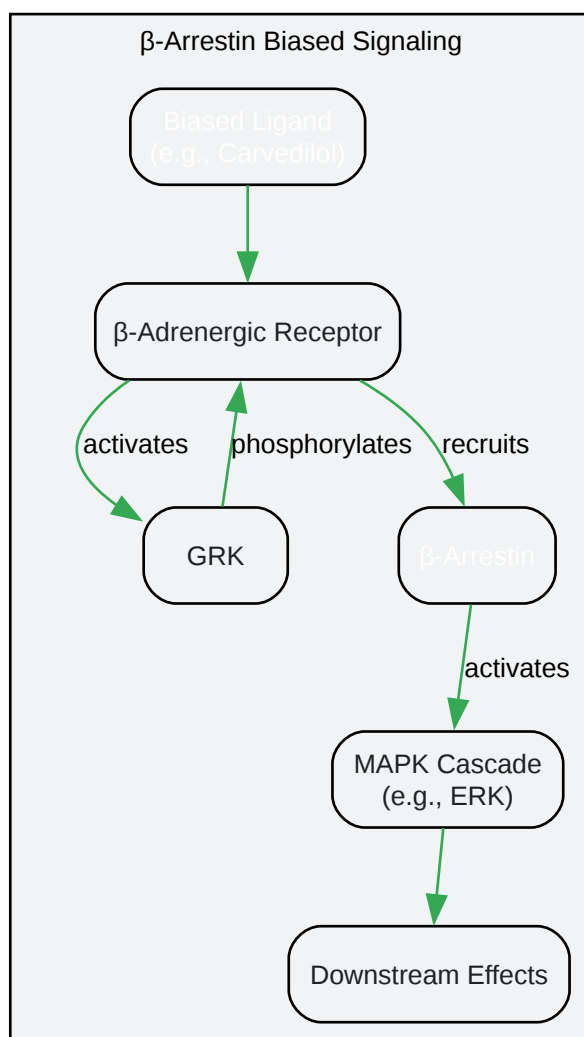 β-Arrestin Biased Signaling
Biased Ligand
(e.g., Carvedilol)
β-Adrenergic Receptor
activates
phosphorylates
recruits
GRK
β-Arrestin
activates
MAPK Cascade
(e.g., ERK)
Downstream Effects